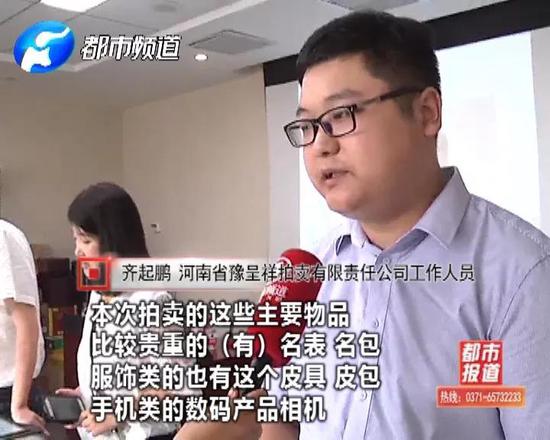 都市频道
齐起鹏 河南省豫呈祥拍卖有限责任公司工作人员
本次拍卖的这些主要物品
比较贵重的（有）名表 名包
服饰类的也有这个皮具 皮包
手机类的数码产品相机
都市
报道
热线：0371-65732233